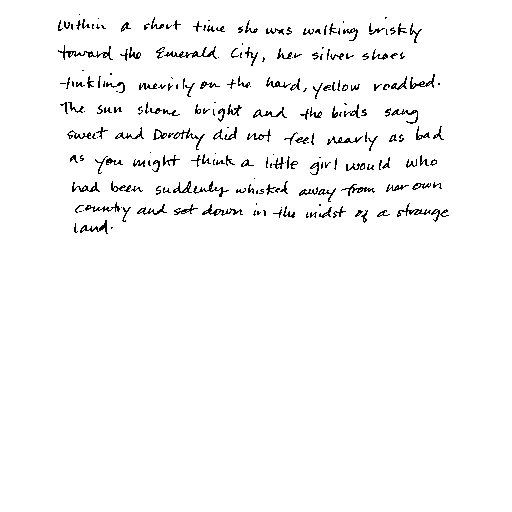 Within a short time she was walking briskly
toward the Emerald City, her silver shoes
tinkling merrily on the hard, yellow roadbed.
The sun shone bright and the birds sang
sweet and Dorothy did not feel nearly as bad
as you might think a little girl would who
had been suddenly whisked away from her own
country and set down in the midst of a strange
land.